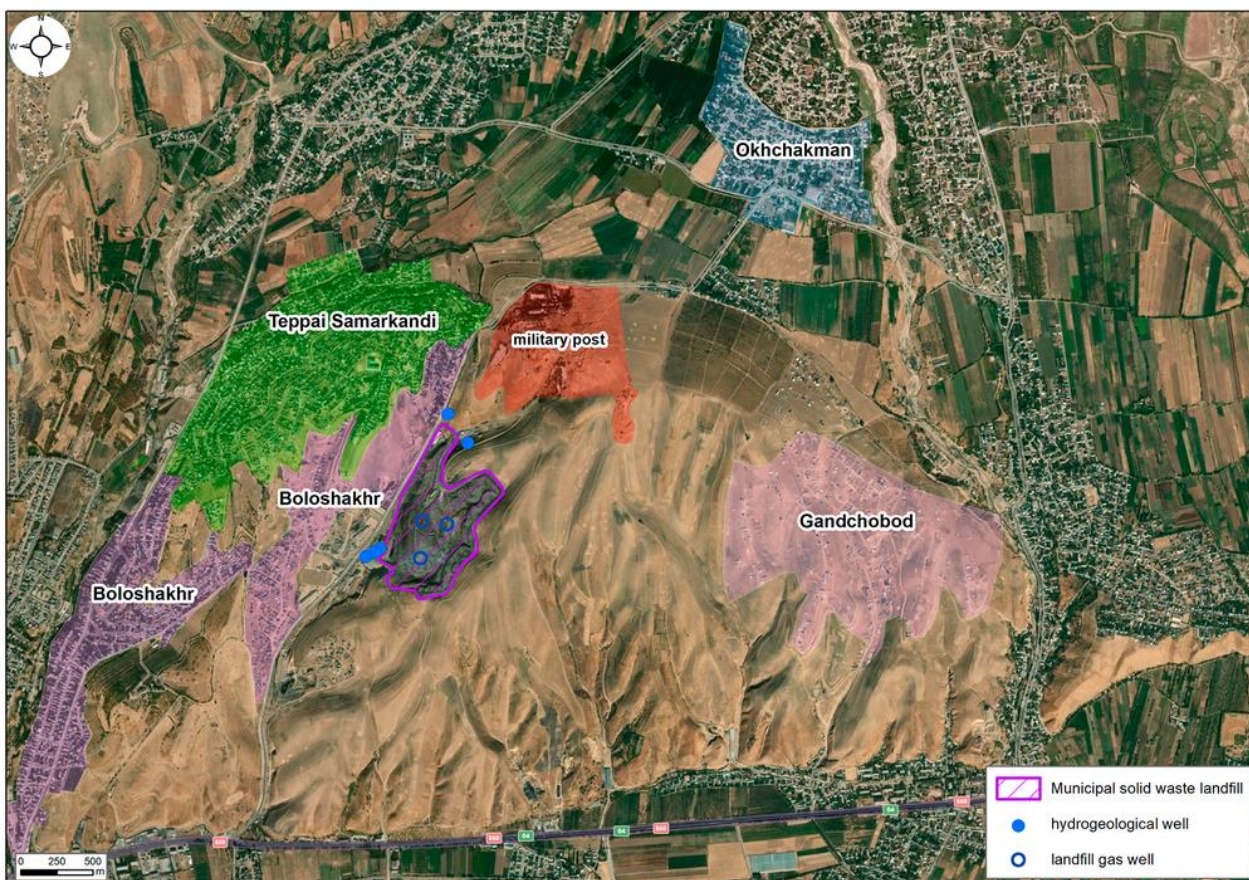 N
W
E
S
Okhchakman
Teppai Samarkandi
military post
Boloshakhr
Gandchobod
Boloshakhr
Municipal solid waste landfill
hydrogeological well
landfill gas well
0 250 500
m